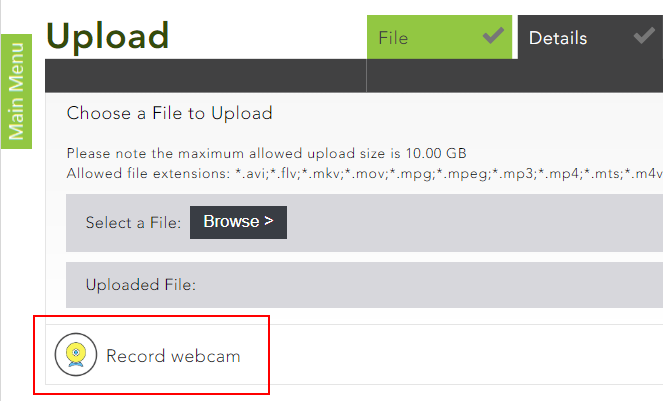 Upload
File
Details
Main Menu
Choose a File to Upload
Please note the maximum allowed upload size is 10.00 GB
Allowed file extensions: *.avi;*.flv;*.mkv;*.mov;*.mpg;*.mpeg;*.mp3;*.mp4;*.mts;*.m4v
Select a File: Browse >
Uploaded File:
Record webcam